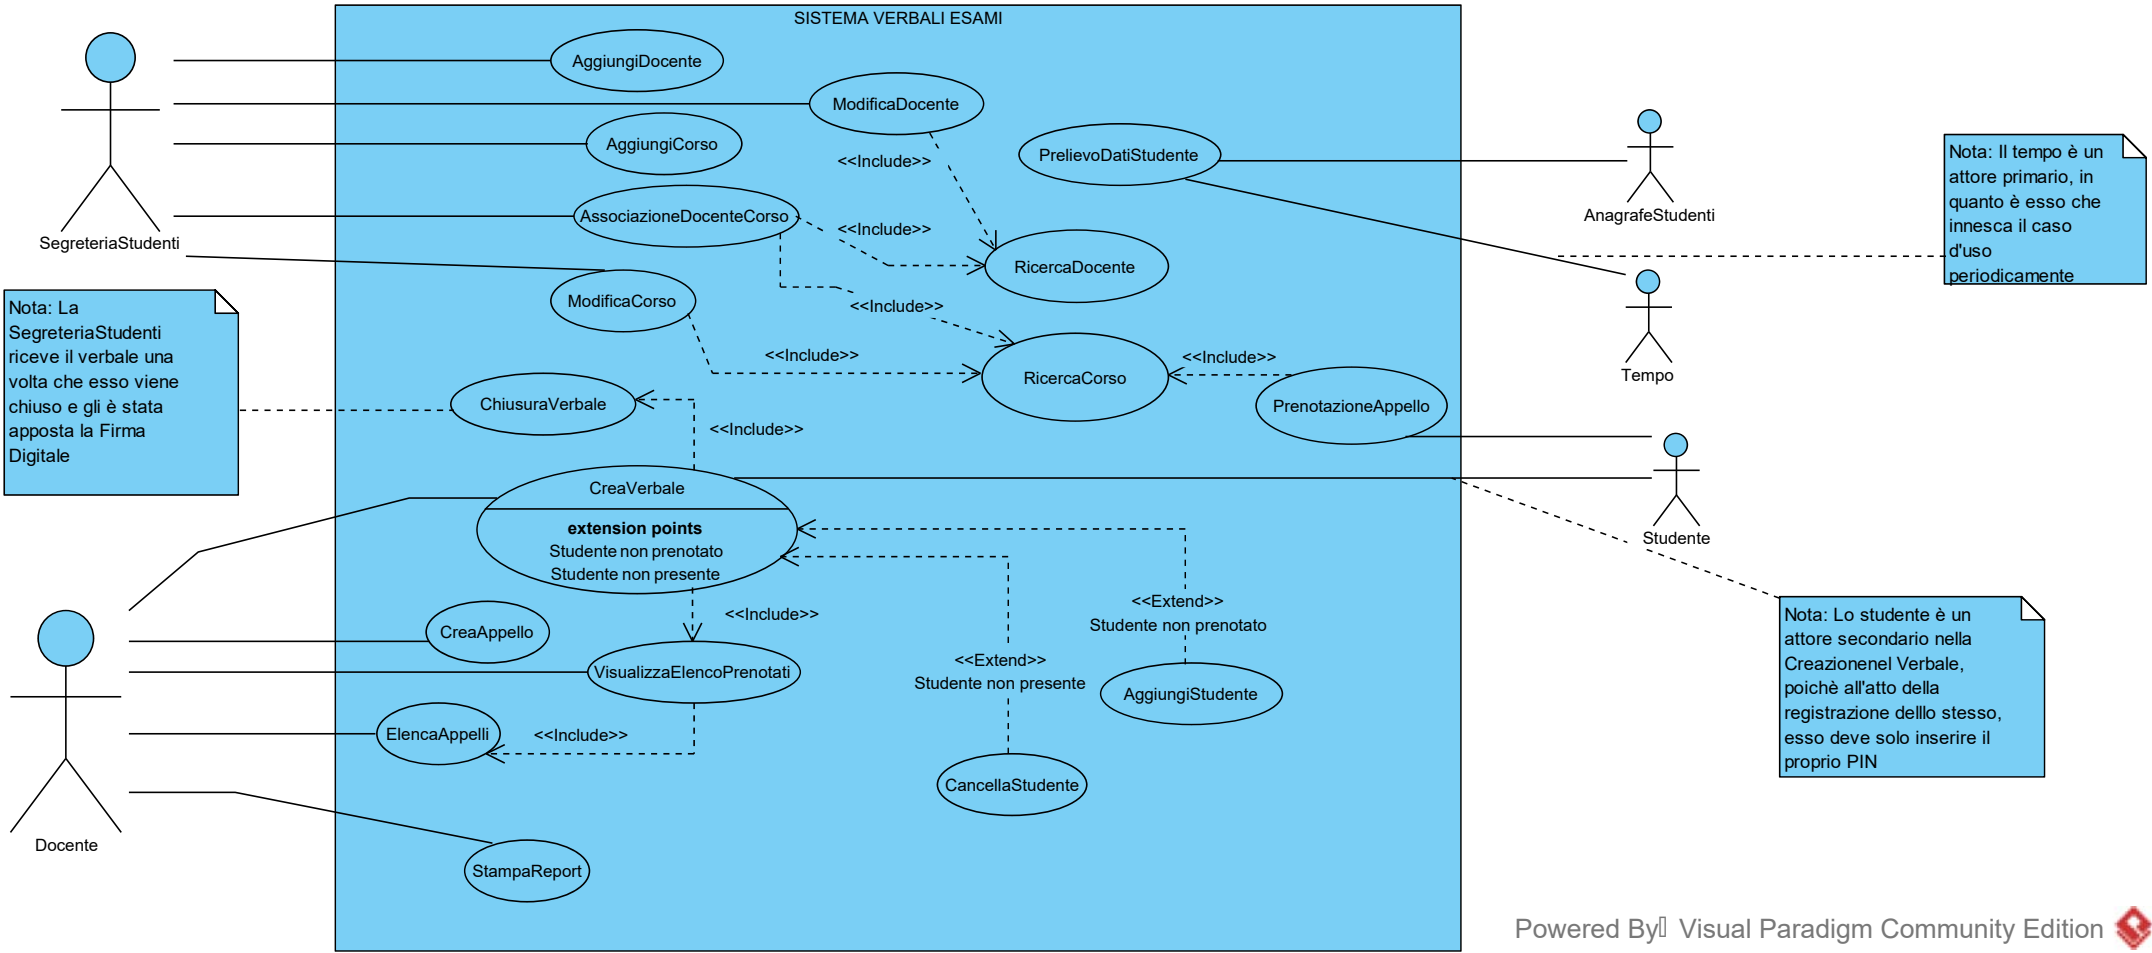 SISTEMA VERBALI ESAMI
AggiungiDocente
ModificaDocente
AggiungiCorso
<<Include>>
PrelievoDatiStudente
AssociazioneDocenteCorso
<<Include>>
RicercaDocente
SegreteriaStudenti
ModificaCorso
<<Include>>
AnagrafeStudenti
Nota: Il tempo è un
attore primario, in
quanto è esso che
innesca il caso
d'uso
periodicamente
Tempo
Nota: La
SegreteriaStudenti
riceve il verbale una
volta che esso viene
chiuso e gli è stata
apposta la Firma
Digitale
<<Include>>
RicercaCorso
<<Include>>
PrenotazioneAppello
ChiusuraVerbale
<<Include>>
CreaVerbale
extension points
Studente non prenotato
Studente non presente
Studente
<<Include>>
<<Extend>>
Studente non prenotato
CreaAppello
VisualizzaElencoPrenotati
<<Extend>>
Studente non presente
AggiungiStudente
ElencaAppelli
<<Include>>
CancellaStudente
Docente
StampaReport
Nota: Lo studente è un
attore secondario nella
Creazionenel Verbale,
poichè all'atto della
registrazione delllo stesso,
esso deve solo inserire il
proprio PIN
Powered By Visual Paradigm Community Edition